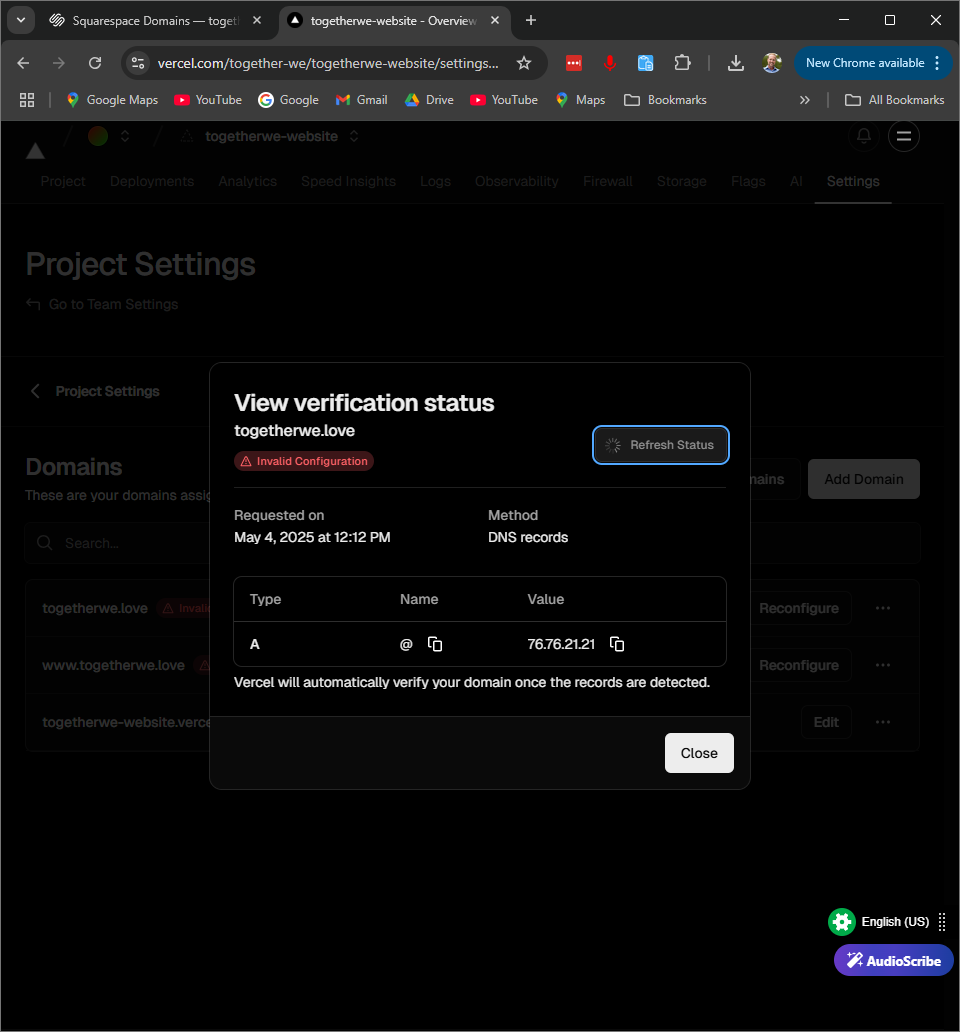 Squarespace Domains — toget
togetherwe-website - Overview
vercel.com/together-we/togetherwe-website/settings...
New Chrome available
Google Maps
YouTube
Google
Gmail
Drive
YouTube
Maps
Bookmarks
All Bookmarks
togetherwe-website
Project
Deployments
Analytics
Speed Insights
Logs
Observability
Firewall
Storage
Flags
AI
Settings
Project Settings
Go to Team Settings
Project Settings
Domains
These are your domains assig
mains
Add Domain
Search...
togetherwe.love
Invali
Reconfigure
www.togetherwe.love
Reconfigure
togetherwe-website.verce
Edit
View verification status
togetherwe.love
Invalid Configuration
Refresh Status
Requested on
Method
May 4, 2025 at 12:12 PM
DNS records
Type Name Value
A @ 76.76.21.21
Vercel will automatically verify your domain once the records are detected.
Close
English (US)
AudioScribe